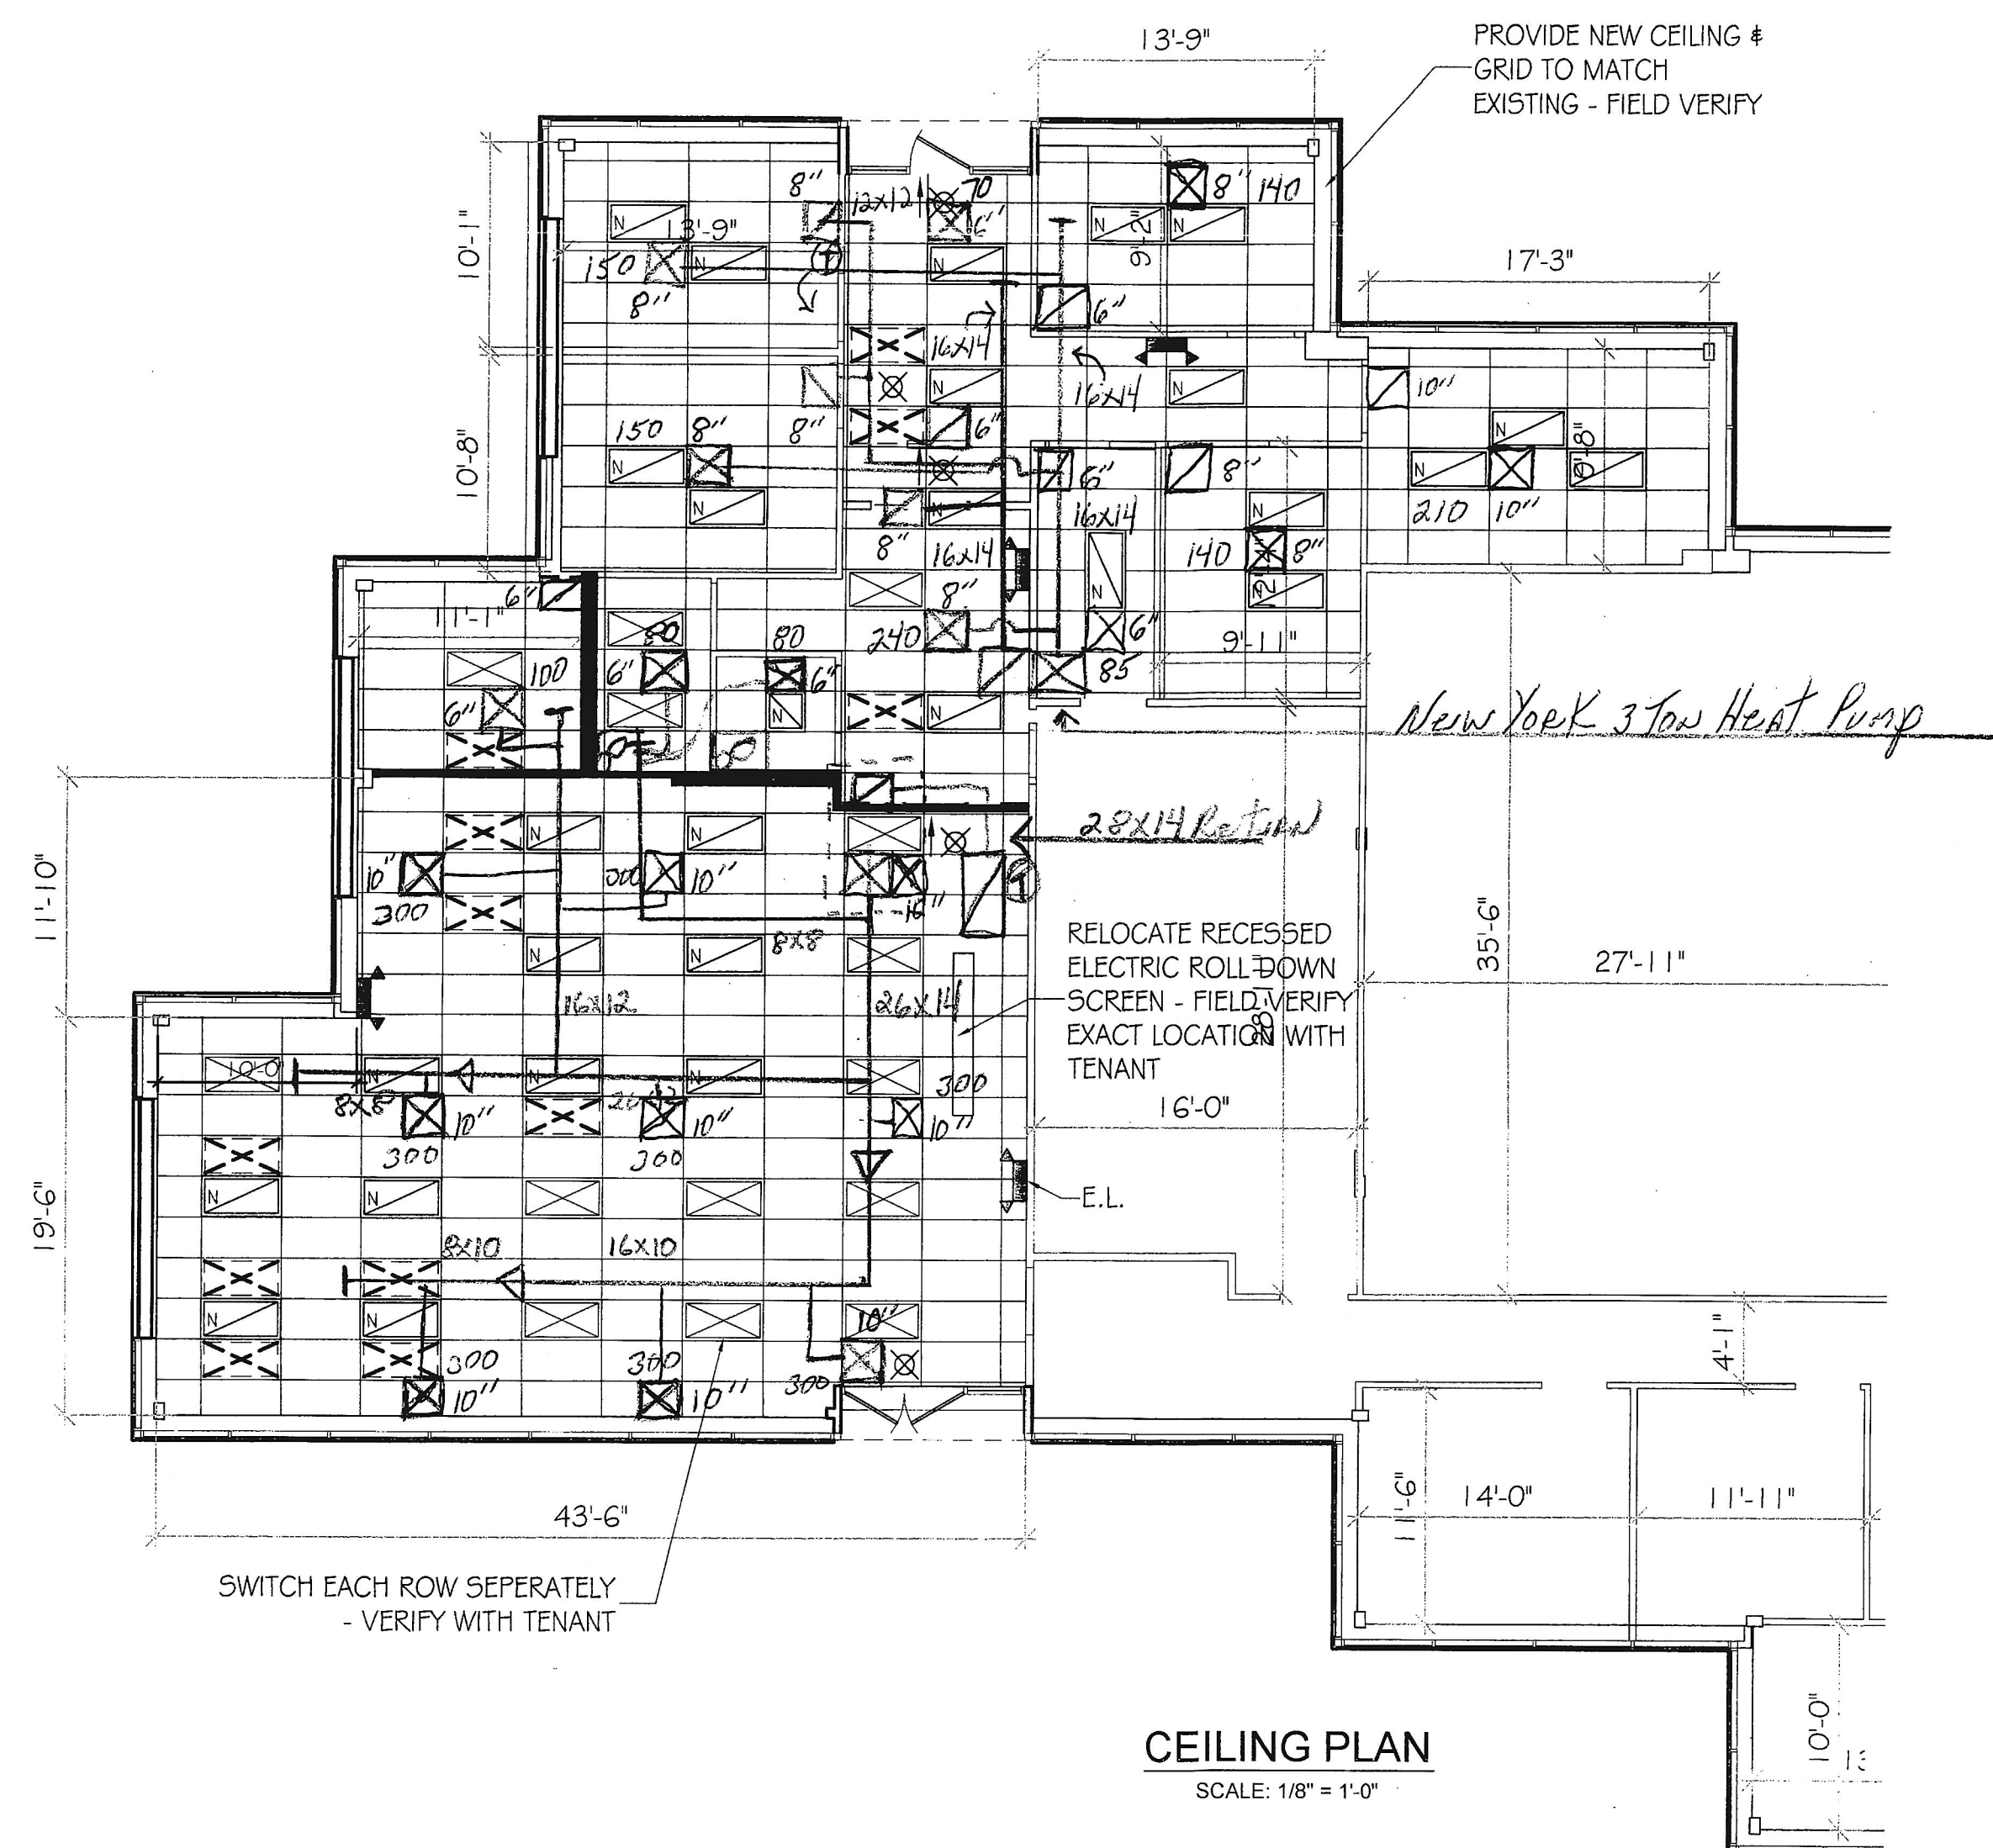 13'-9"
PROVIDE NEW CEILING &
GRID TO MATCH
EXISTING - FIELD VERIFY
10'-1"
8"
12x12
70
6"
8" 140
N
N
N
13'-9"
9'-2"
17'-3"
150
N
T
N
8"
6"
16x14
16x14
N
N
10"
10'-8"
150 8"
8"
6"
N
N
6"
8"
N
210 10"
N
N
16x14
8"
16x14
140
8"
6"
11'-1"
8"
N
80
80
240
6"
9'-11"
100
6"
6"
85
6"
N
N
New York 3 Ton Heat Pump
28x14 Return
11'-10"
N
N
10"
300
10"
T
300
16"
8x8
N
N
RELOCATE RECESSED
ELECTRIC ROLL-DOWN
SCREEN - FIELD VERIFY
EXACT LOCATION WITH
TENANT
35'-6"
27'-11"
16x12
26x14
10'-0"
N
N
N
300
8x8
10"
10"
10"
16'-0"
300
300
19'-6"
N
N
E.L.
8x10
16x10
N
N
10"
4'-1"
300
300
300
10"
10"
43'-6"
11'-6"
14'-0"
11'-11"
SWITCH EACH ROW SEPERATELY
- VERIFY WITH TENANT
10'-0"
CEILING PLAN
SCALE: 1/8" = 1'-0"